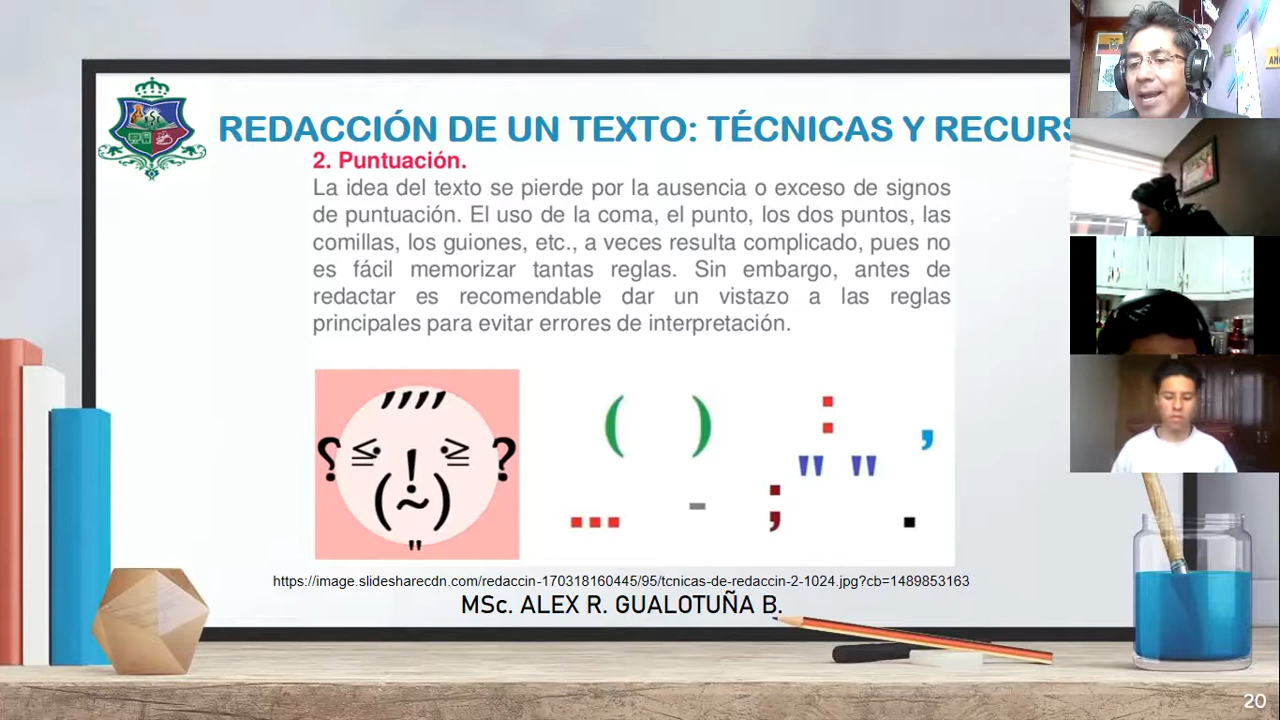 REDACCIÓN DE UN TEXTO: TÉCNICAS Y
2. Puntuación.
La idea del texto se pierde por la ausencia o exceso de signos
de puntuación. El uso de la coma, el punto, los dos puntos, las
comillas, los guiones, etc., a veces resulta complicado, pues no
es fácil memorizar tantas reglas. Sin embargo, antes de
redactar es recomendable dar un vistazo a las reglas
principales para evitar errores de interpretación.
( ) : ,
" "
... - ; .
https://image.slidesharecdn.com/redaccin-170318160445/95/tcnicas-de-redaccin-2-1024.jpg?cb=1489853163
MSc. ALEX R. GUALOTUÑA B.
20